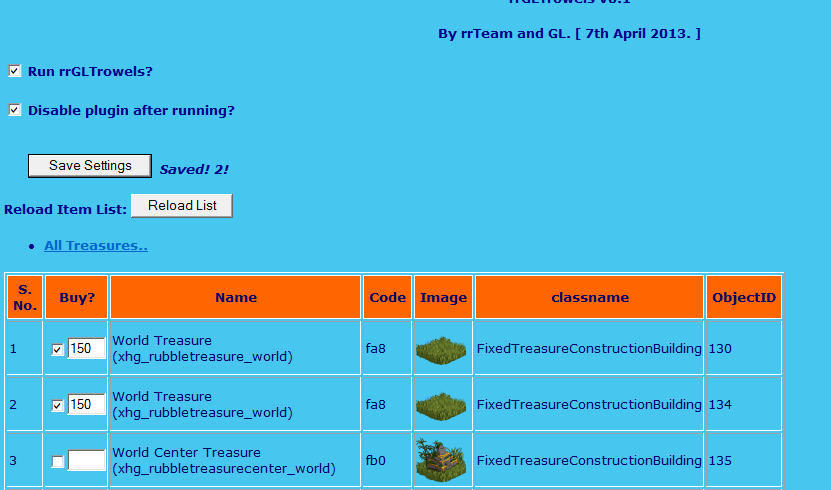 By rrTeam and GL. [ 7th April 2013. ]
Run rrGLTrowels?
Disable plugin after running?
Save Settings Saved! 2!
Reload Item List: Reload List
All Treasures..
S. No. Buy? Name Code Image classname ObjectID
1 150 World Treasure (xhg_rubbletreasure_world) fa8 FixedTreasureConstructionBuilding 130
2 150 World Treasure (xhg_rubbletreasure_world) fa8 FixedTreasureConstructionBuilding 134
3 World Center Treasure (xhg_rubbletreasurecenter_world) fb0 FixedTreasureConstructionBuilding 135